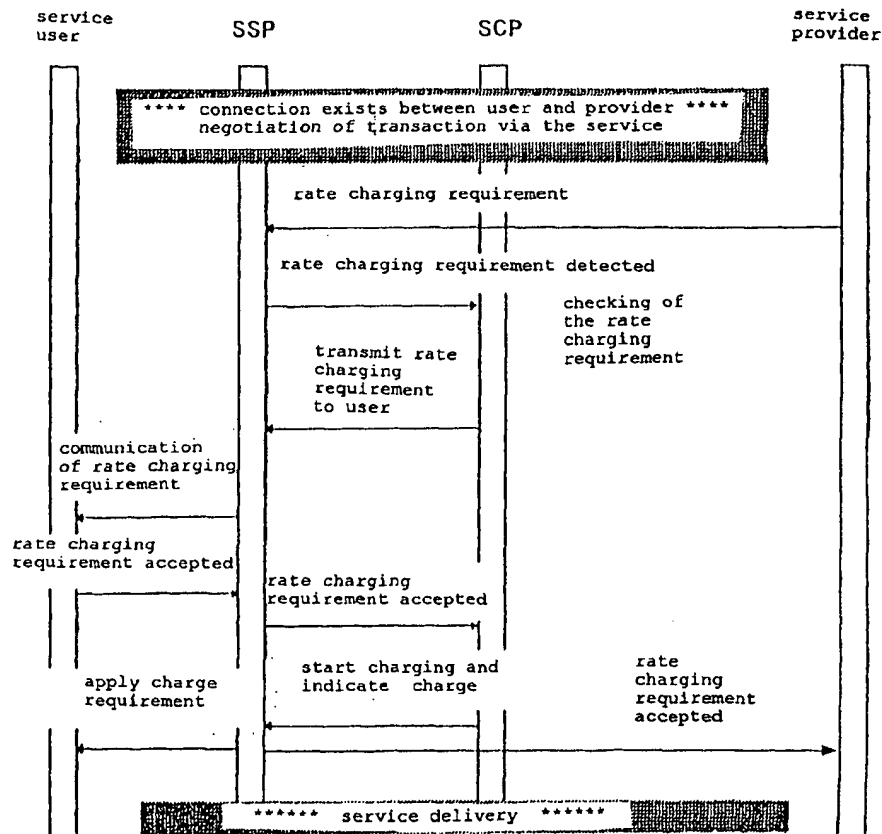 service
user
SSP
SCP
service
provider
**** connection exists between user and provider ****
negotiation of transaction via the service
rate charging requirement
rate charging requirement detected
checking of
the rate
charging
requirement
transmit rate
charging
requirement
to user
communication
of rate charging
requirement
rate charging
requirement accepted
rate charging
requirement accepted
start charging and
indicate charge
apply charge
requirement
rate
charging
requirement
accepted
****** service delivery ******